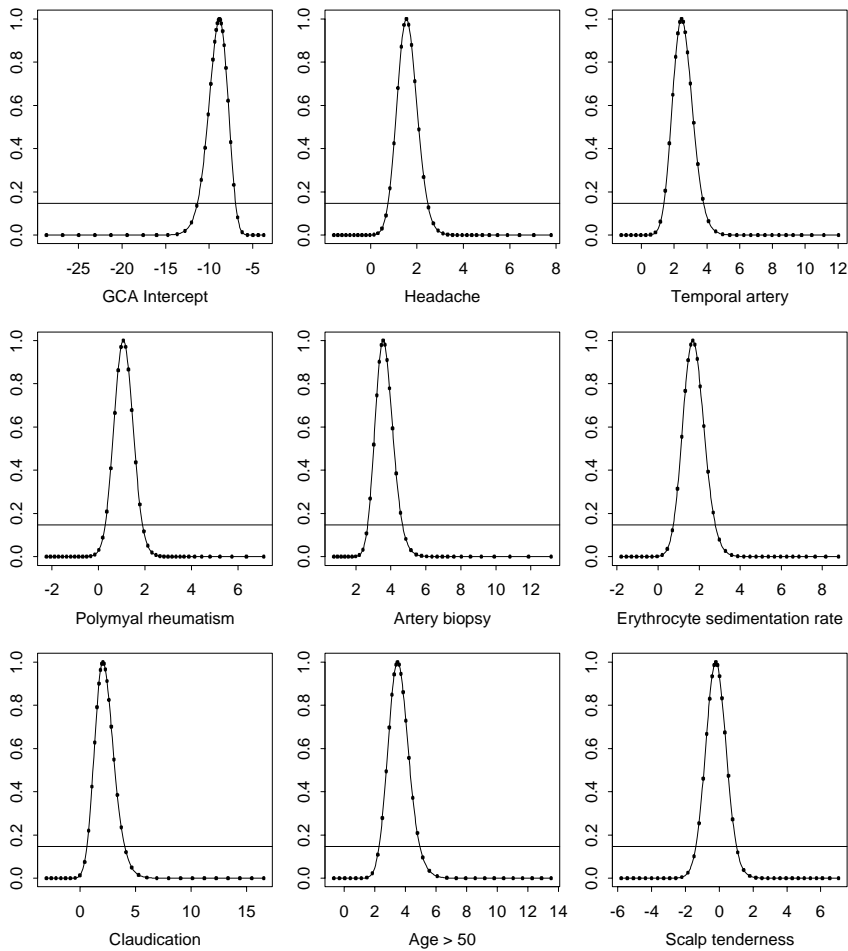 0.0 0.2 0.4 0.6 0.8 1.0
-25 -20 -15 -10 -5
GCA Intercept
0.0 0.2 0.4 0.6 0.8 1.0
0 2 4 6 8
Headache
0.0 0.2 0.4 0.6 0.8 1.0
0 2 4 6 8 10 12
Temporal artery
0.0 0.2 0.4 0.6 0.8 1.0
-2 0 2 4 6
Polymyal rheumatism
0.0 0.2 0.4 0.6 0.8 1.0
2 4 6 8 10 12
Artery biopsy
0.0 0.2 0.4 0.6 0.8 1.0
-2 0 2 4 6 8
Erythrocyte sedimentation rate
0.0 0.2 0.4 0.6 0.8 1.0
0 5 10 15
Claudication
0.0 0.2 0.4 0.6 0.8 1.0
0 2 4 6 8 10 12 14
Age > 50
0.0 0.2 0.4 0.6 0.8 1.0
-6 -4 -2 0 2 4 6
Scalp tenderness